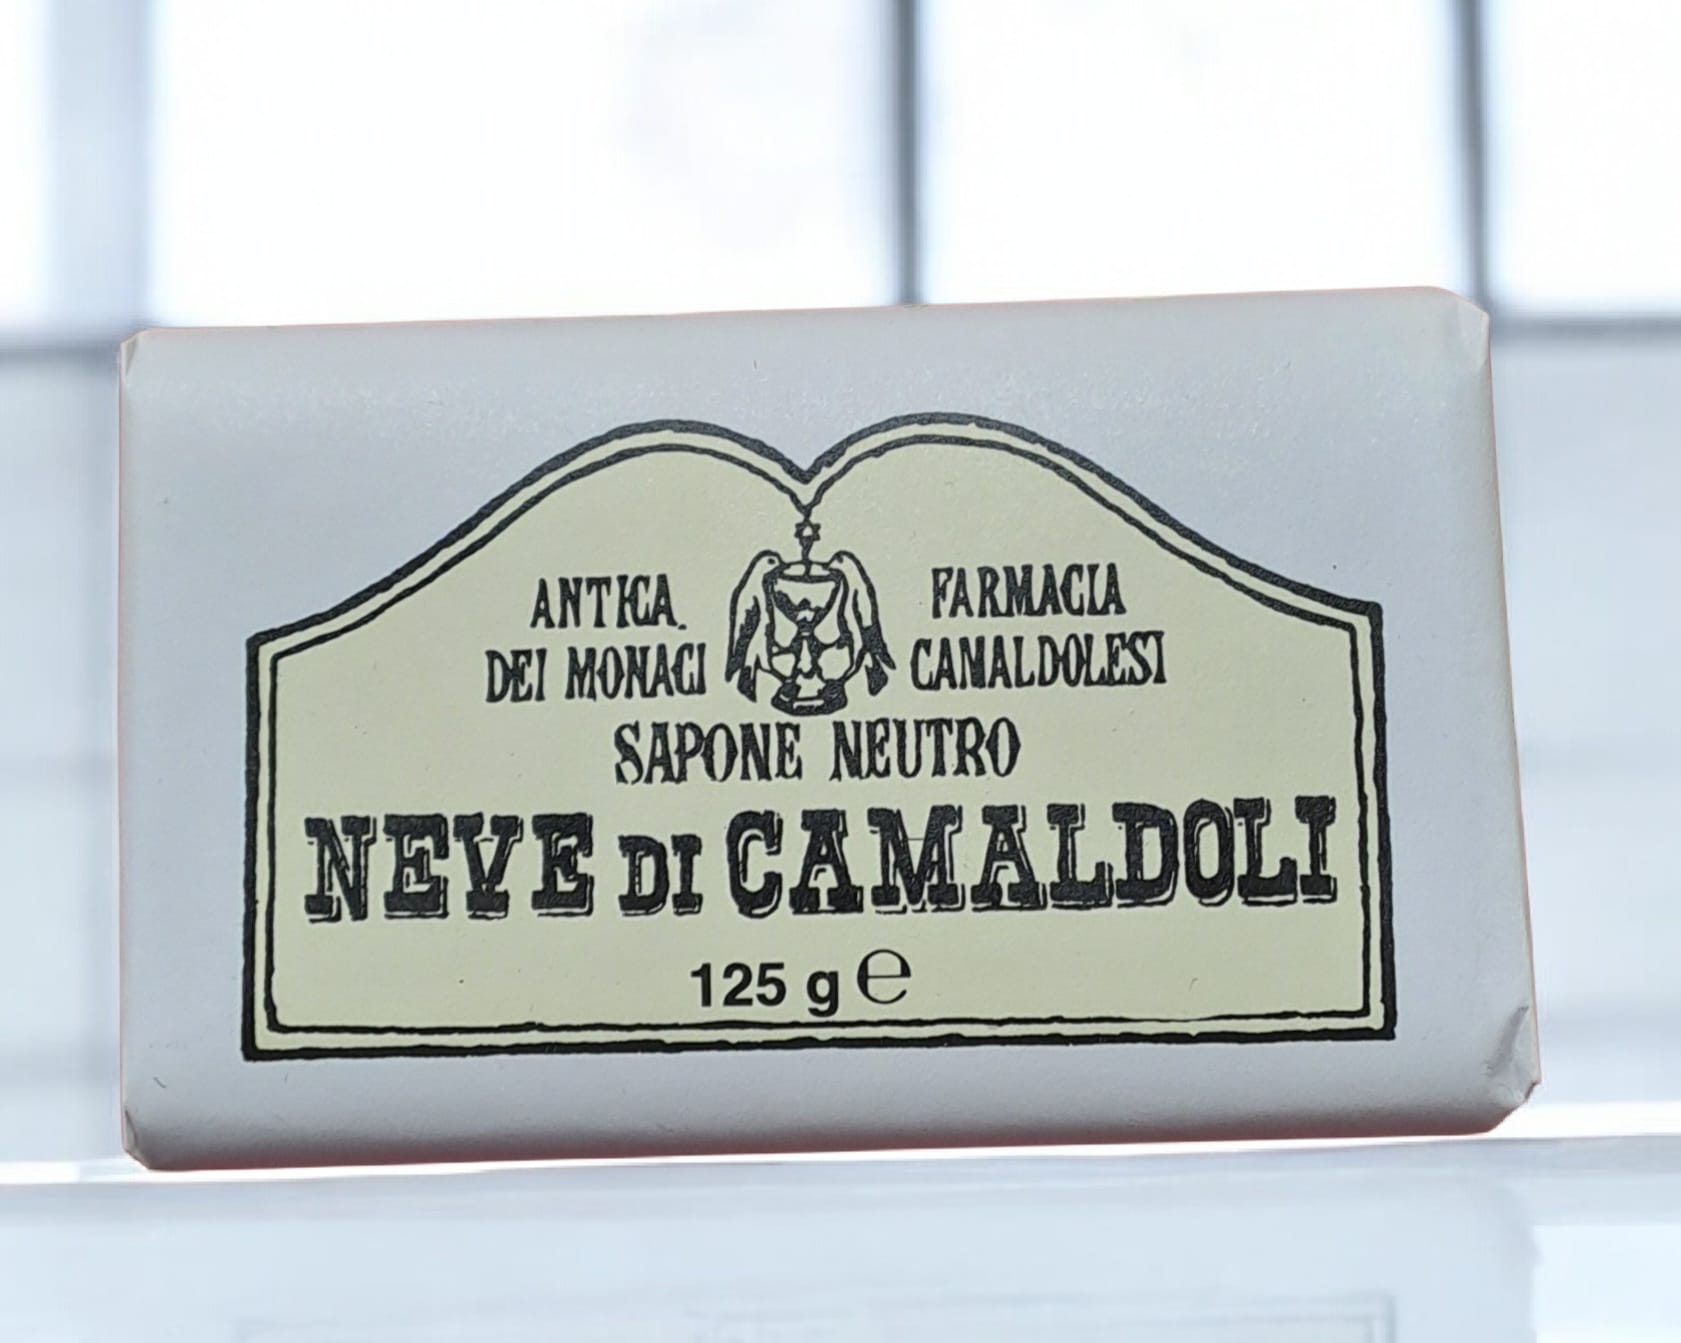 ANTICA FARMACIA
DEI MONACI CANALDOLESI
SAPONE NEUTRO
NEVE DI CAMALDOLI
125 g ℮